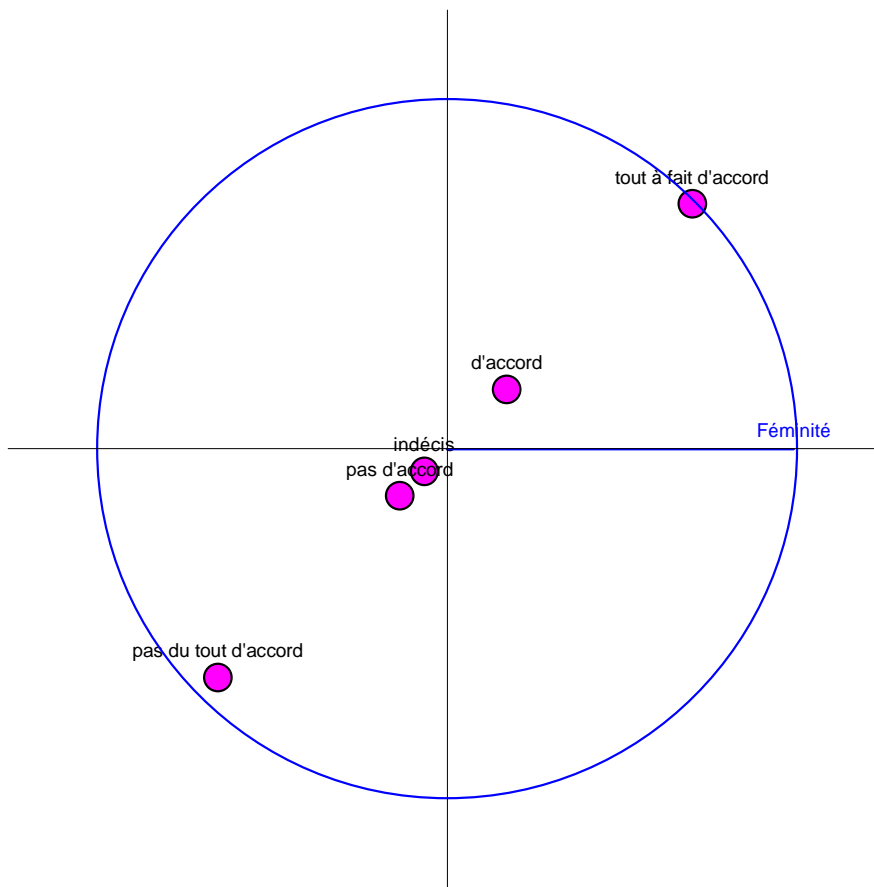 tout à fait d'accord
d'accord
Féminité
indécis
pas d'accord
pas du tout d'accord